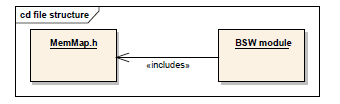 cd file structure
MemMap.h
BSW module
«includes»